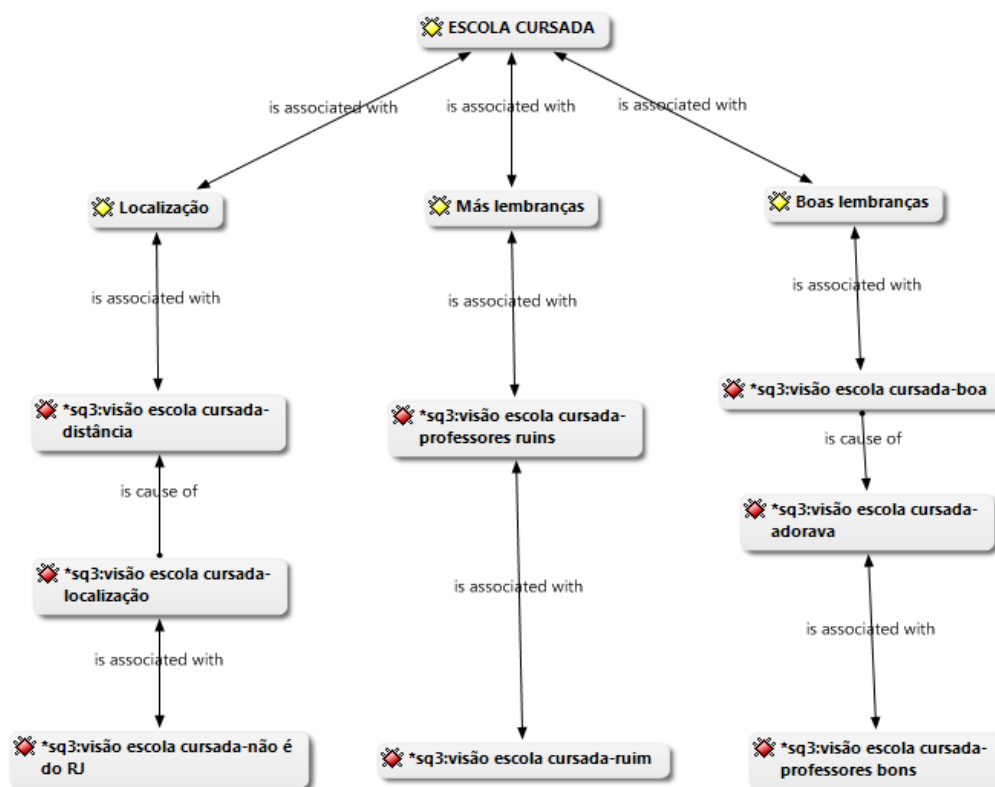 ESCOLA CURSADA
is associated with
is associated with
is associated with
Localização
Más lembranças
Boas lembranças
is associated with
is associated with
is associated with
*sq3:visão escola cursada-
distância
*sq3:visão escola cursada-
professores ruins
*sq3:visão escola cursada-boa
is cause of
is cause of
*sq3:visão escola cursada-
adorava
*sq3:visão escola cursada-
localização
is associated with
is associated with
is associated with
*sq3:visão escola cursada-não é
do RJ
*sq3:visão escola cursada-ruim
*sq3:visão escola cursada-
professores bons